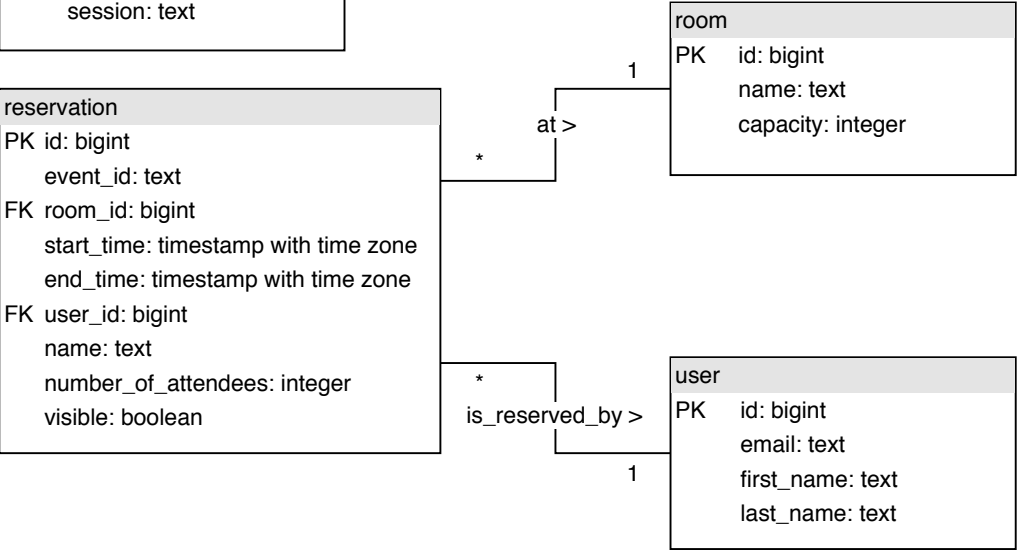 session: text
reservation
PK id: bigint
event_id: text
FK room_id: bigint
start_time: timestamp with time zone
end_time: timestamp with time zone
FK user_id: bigint
name: text
number_of_attendees: integer
visible: boolean
1
at >
*
room
PK id: bigint
name: text
capacity: integer
*
is_reserved_by >
1
user
PK id: bigint
email: text
first_name: text
last_name: text